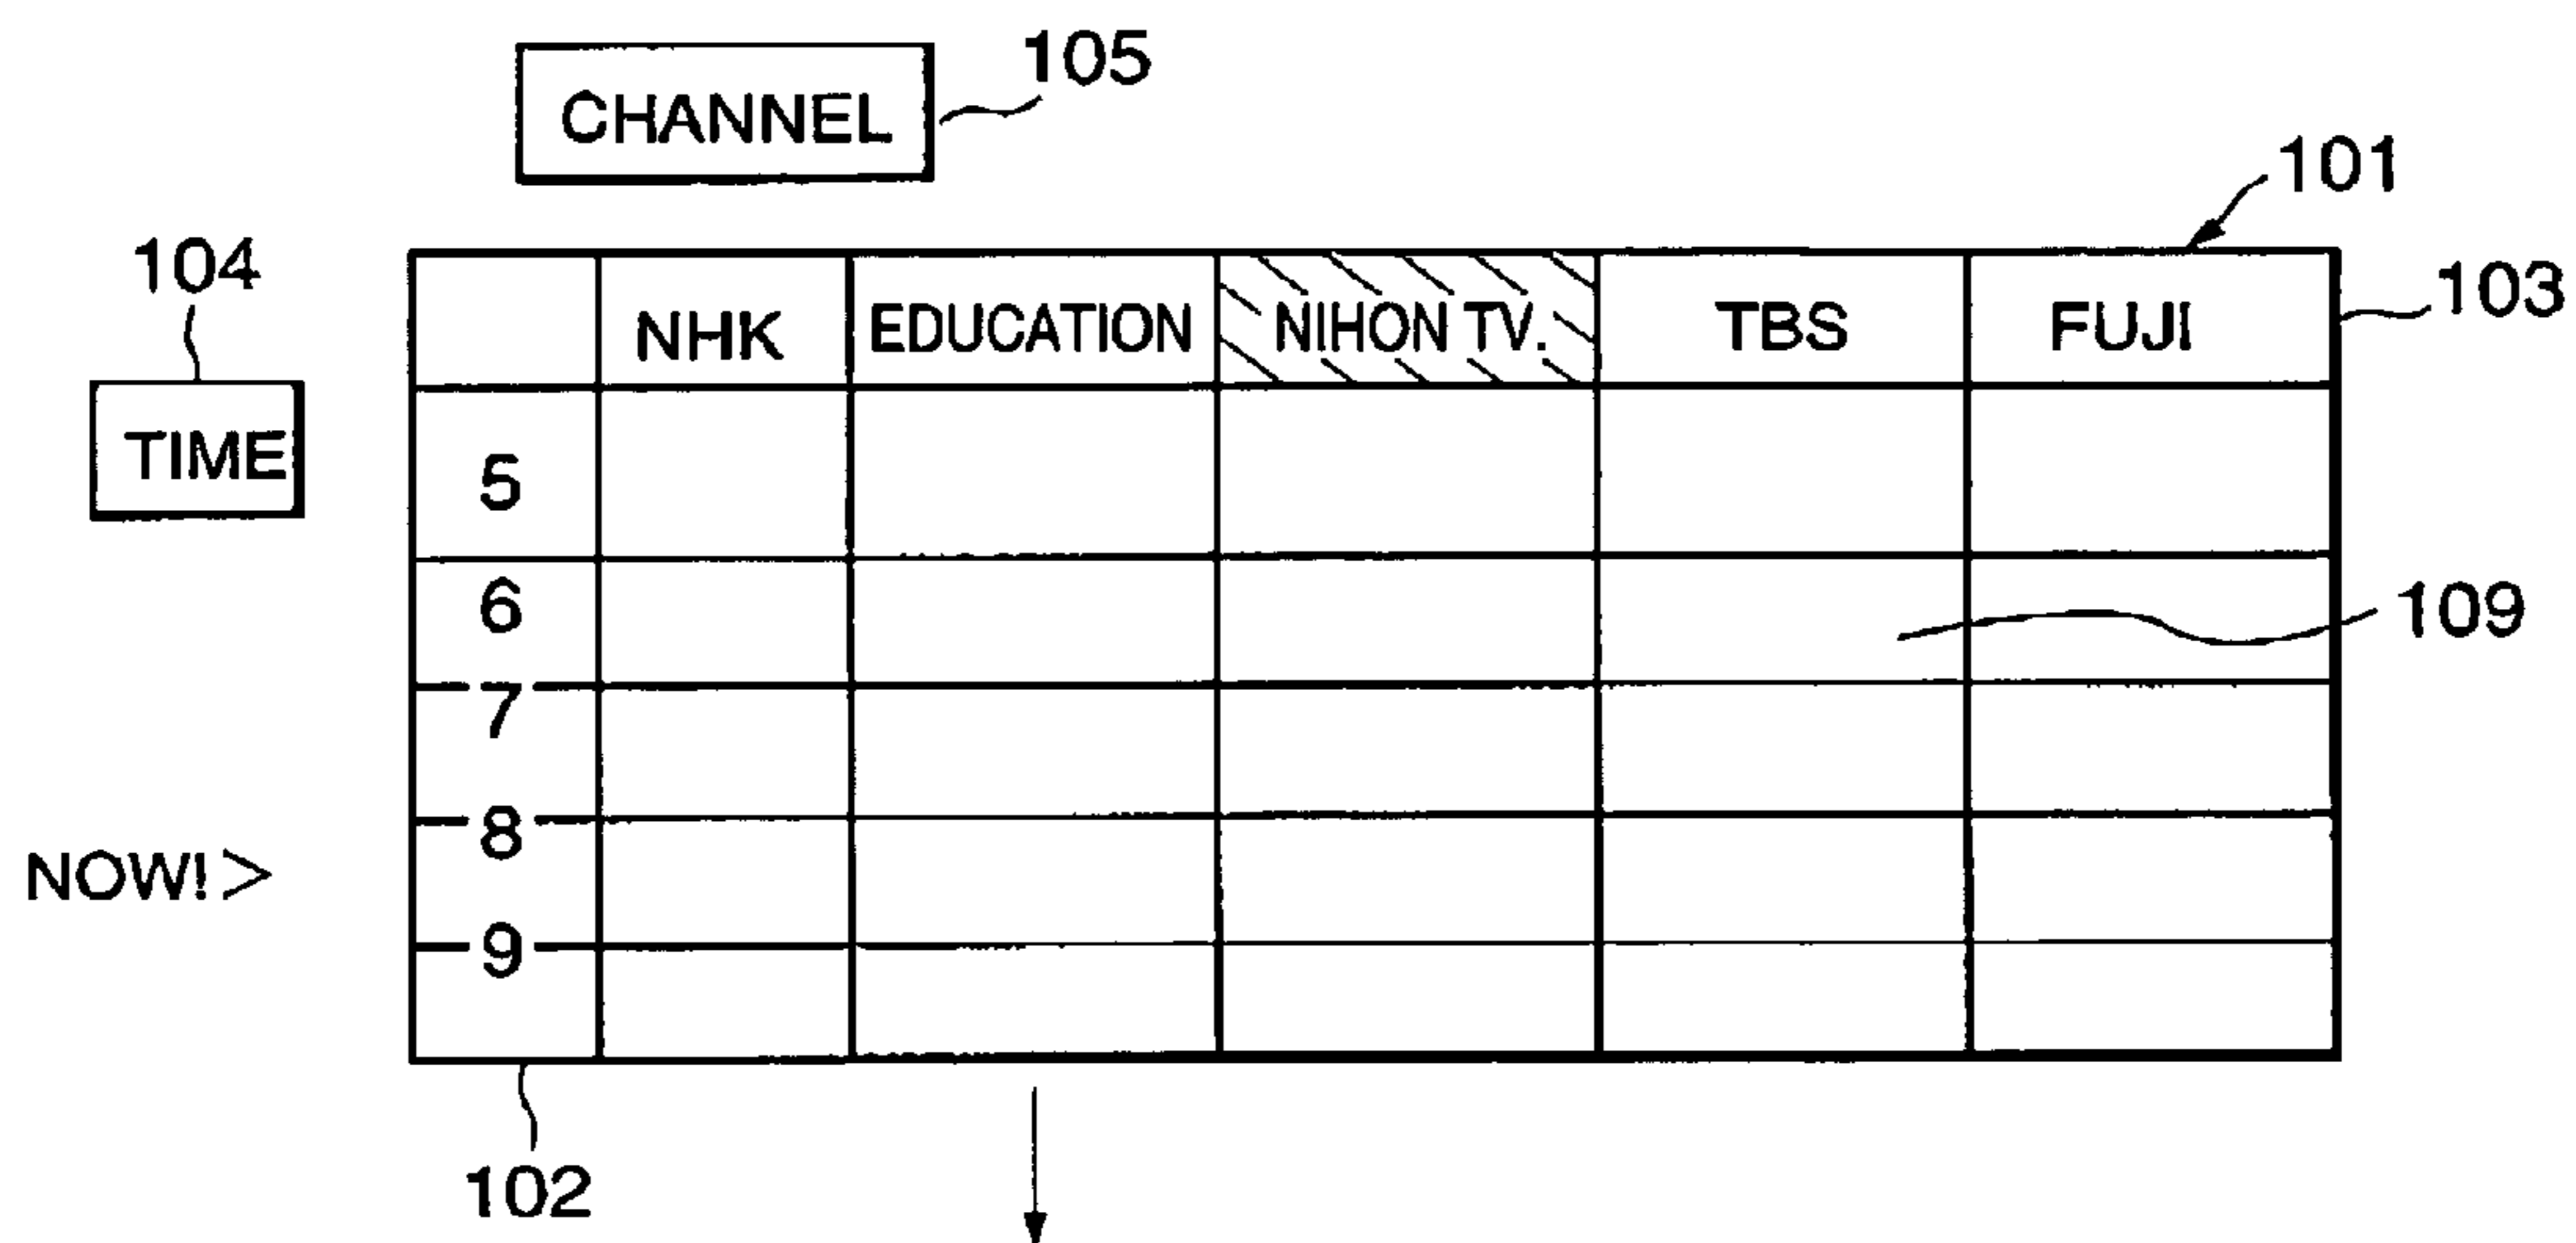 CHANNEL 105
101
104
103
NHK EDUCATION NIHON TV. TBS FUJI
TIME
5
6 109
7
8
NOW! >
9
102